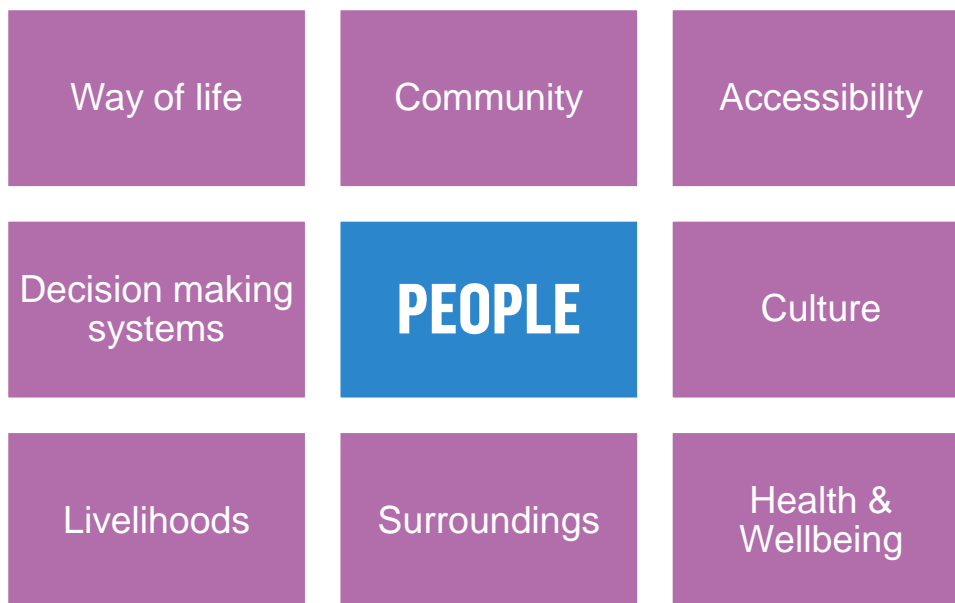 Way of life
Community
Accessibility
Decision making
systems
PEOPLE
Culture
Livelihoods
Surroundings
Health &
Wellbeing